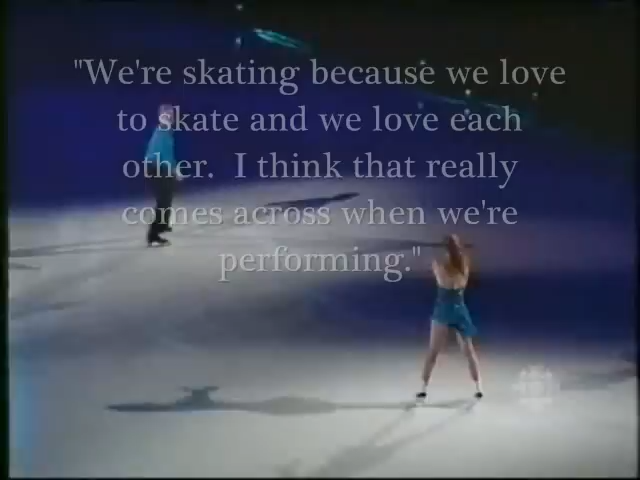 "We're skating because we love
to skate and we love each
other.  I think that really
comes across when we're
performing."